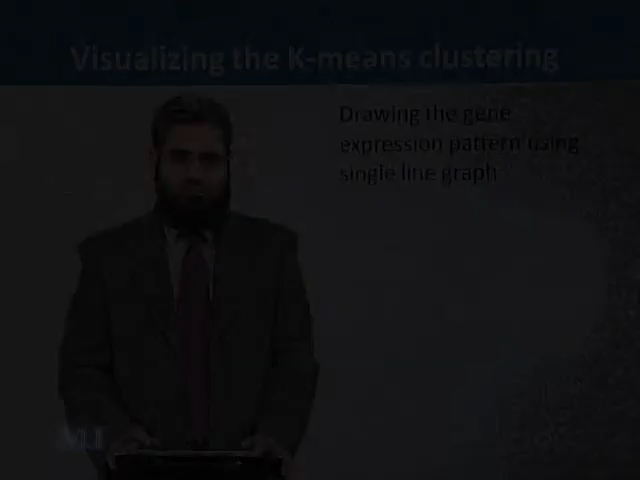 Visualizing the K-means clustering
Drawing the gene
expression pattern using
single line graph